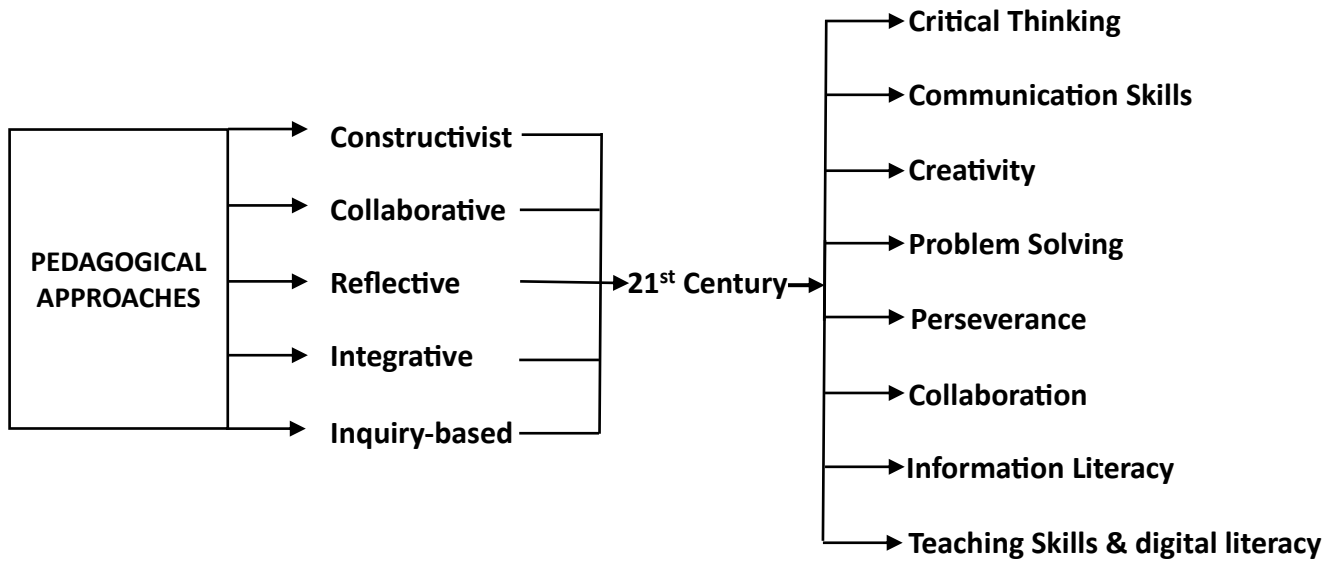 PEDAGOGICAL
APPROACHES
Constructivist
Collaborative
Reflective
Integrative
Inquiry-based
21st Century
Critical Thinking
Communication Skills
Creativity
Problem Solving
Perseverance
Collaboration
Information Literacy
Teaching Skills & digital literacy